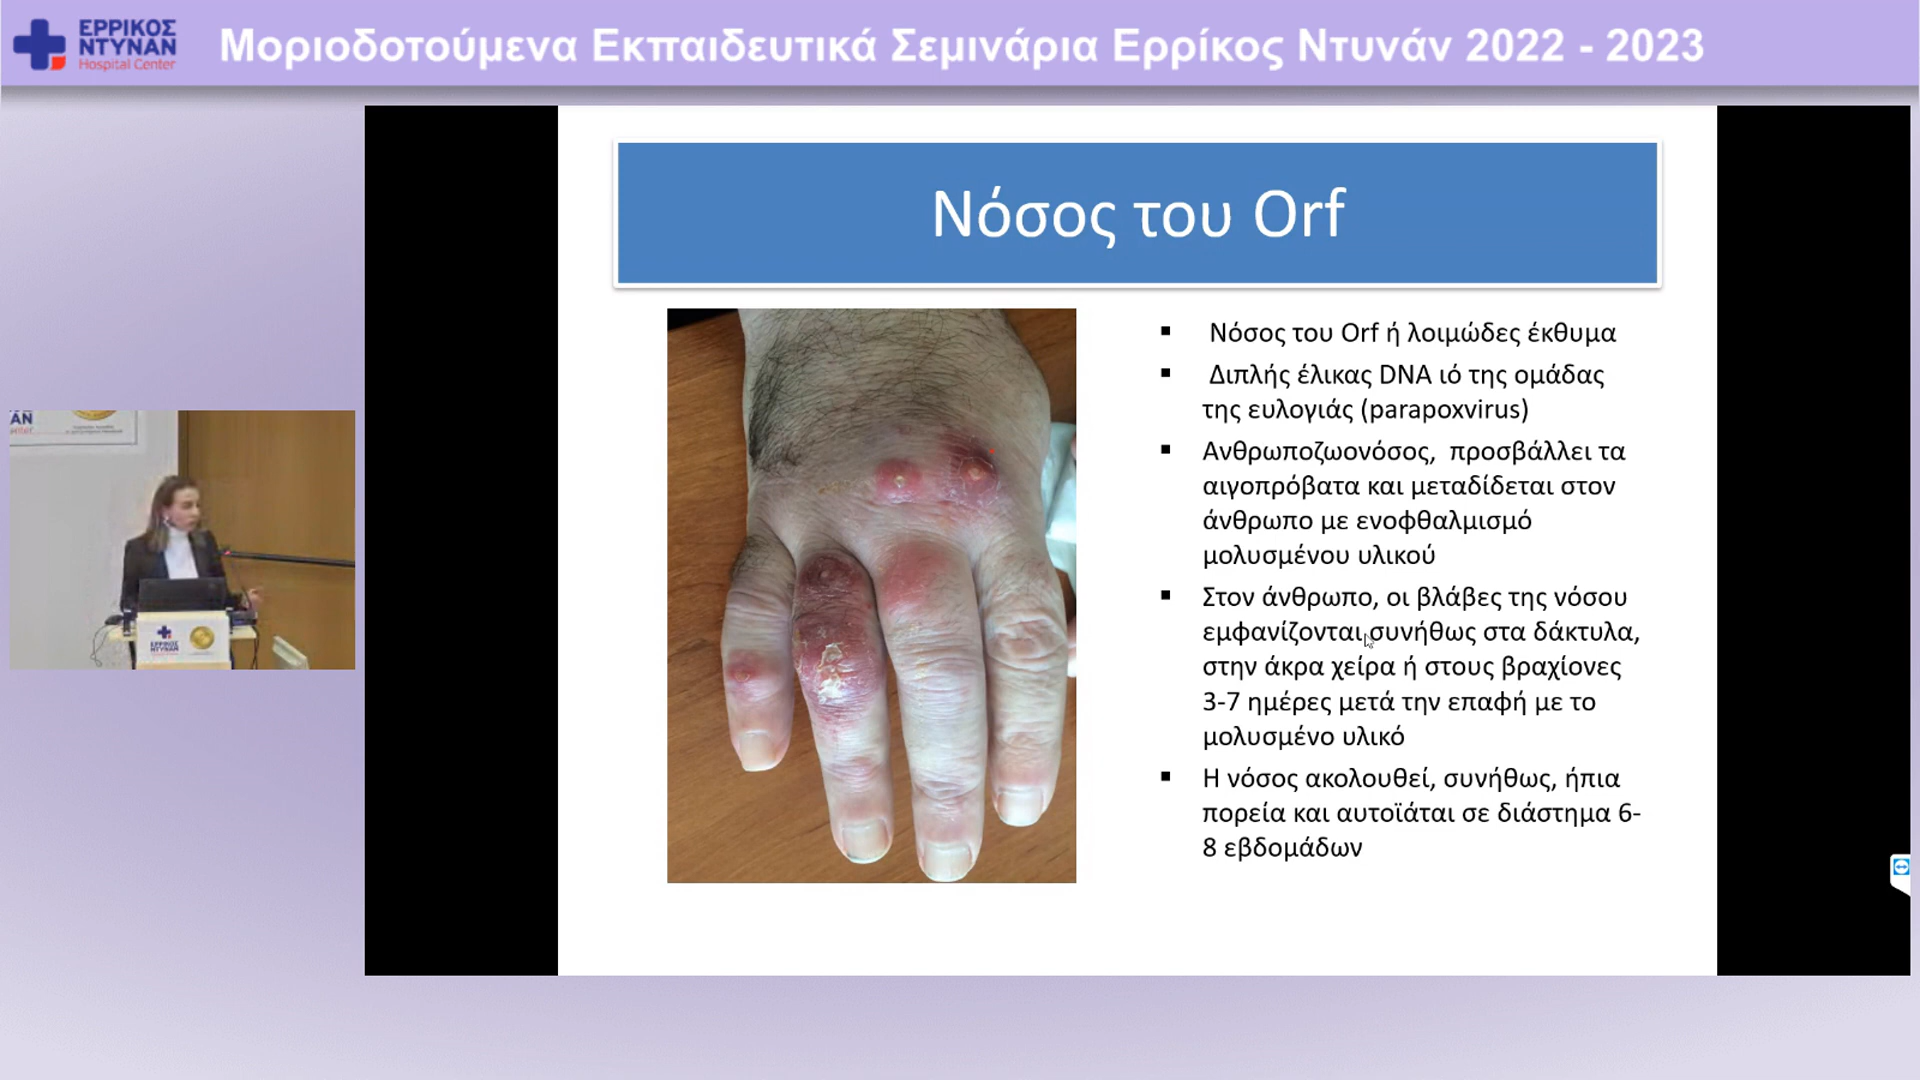 ΕΡΡΙΚΟΣ
ΝΤΥΝΑΝ
Hospital Center
Μοριοδοτούμενα Εκπαιδευτικά Σεμινάρια Ερρίκος Ντυνάν 2022 - 2023
Νόσος του Orf
▪ Νόσος του Orf ή λοιμώδες έκθυμα
▪ Διπλής έλικας DNA ιό της ομάδας
της ευλογιάς (parapoxvirus)
▪ Ανθρωποζωονόσος, προσβάλλει τα
αιγοπρόβατα και μεταδίδεται στον
άνθρωπο με ενοφθαλμισμό
μολυσμένου υλικού
▪ Στον άνθρωπο, οι βλάβες της νόσου
εμφανίζονται συνήθως στα δάκτυλα,
στην άκρα χείρα ή στους βραχίονες
3-7 ημέρες μετά την επαφή με το
μολυσμένο υλικό
▪ Η νόσος ακολουθεί, συνήθως, ήπια
πορεία και αυτοϊάται σε διάστημα 6-
8 εβδομάδων
ΕΡΡΙΚΟΣ
ΝΤΥΝΑΝ